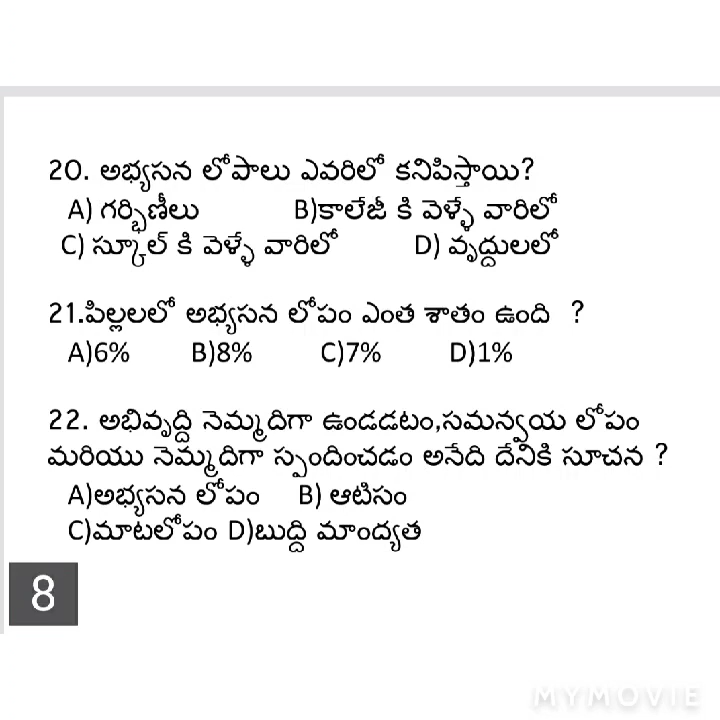 20. అభ్యసన లోపాలు ఎవరిలో కనిపిస్తాయి?
A) గర్భిణీలు B)కాలేజీ కి వెళ్ళే వారిలో
C) స్కూల్ కి వెళ్ళే వారిలో D) వృద్దులలో
21.పిల్లలలో అభ్యసన లోపం ఎంత శాతం ఉంది ?
A)6% B)8% C)7% D)1%
22. అభివృద్ది నెమ్మదిగా ఉండడటం,సమన్వయ లోపం
మరియు నెమ్మదిగా స్పందించడం అనేది దేనికి సూచన ?
A)అభ్యసన లోపం B) ఆటిసం
C)మాటలోపం D)బుద్ది మాంద్యత
8
MYMOVIE